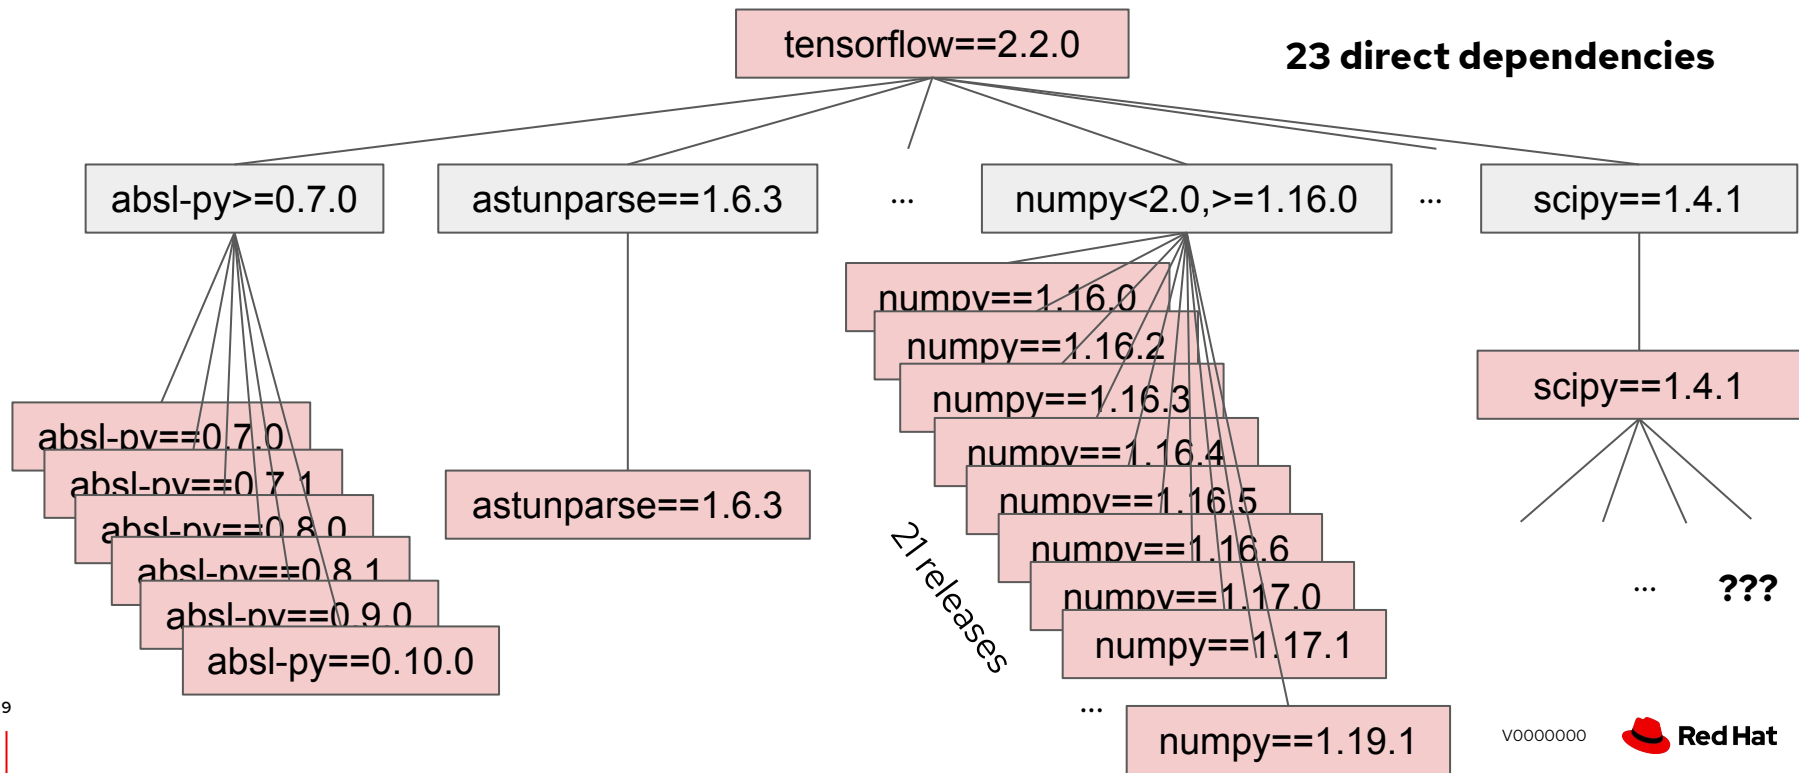 tensorflow==2.2.0
23 direct dependencies
absl-py>=0.7.0
astunparse==1.6.3
...
numpy<2.0,>=1.16.0
...
scipy==1.4.1
absl-py==0.7.0
absl-py==0.7.1
absl-py==0.8.0
absl-py==0.8.1
absl-py==0.9.0
absl-py==0.10.0
astunparse==1.6.3
numpy==1.16.0
numpy==1.16.2
numpy==1.16.3
numpy==1.16.4
numpy==1.16.5
numpy==1.16.6
numpy==1.17.0
numpy==1.17.1
...
numpy==1.19.1
21 releases
scipy==1.4.1
...
???
9
V0000000
Red Hat